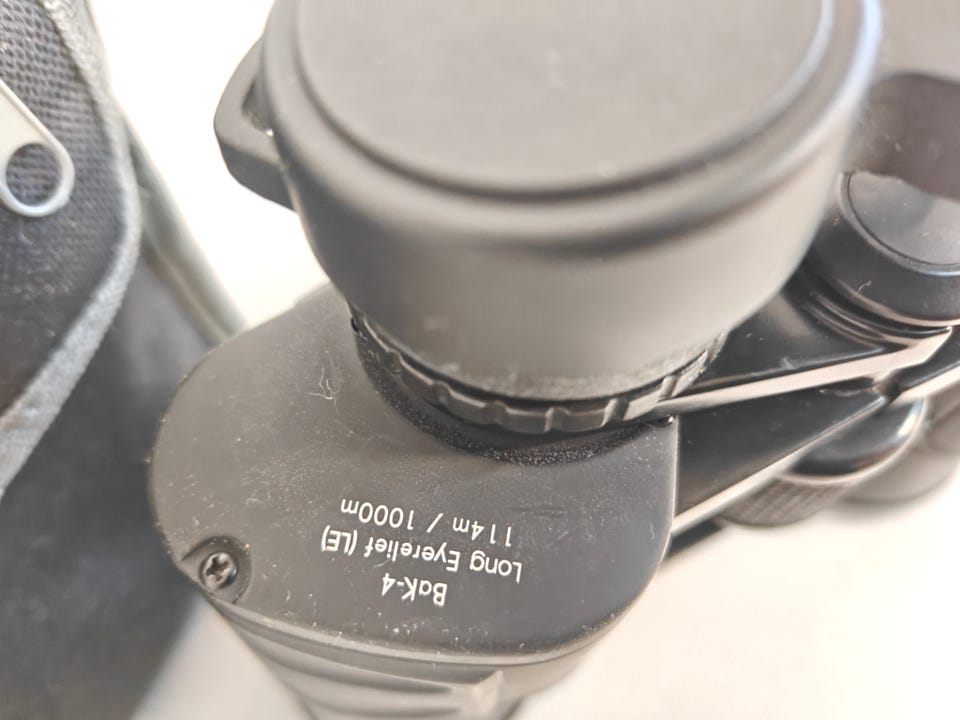 BaK-4
Long Eyerelief (LE)
114m / 1000m